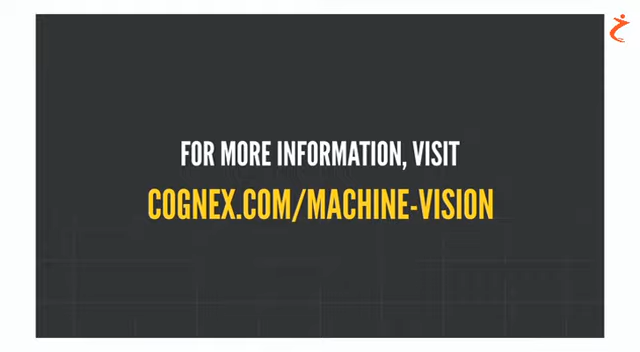 FOR MORE INFORMATION, VISIT
COGNEX.COM/MACHINE-VISION